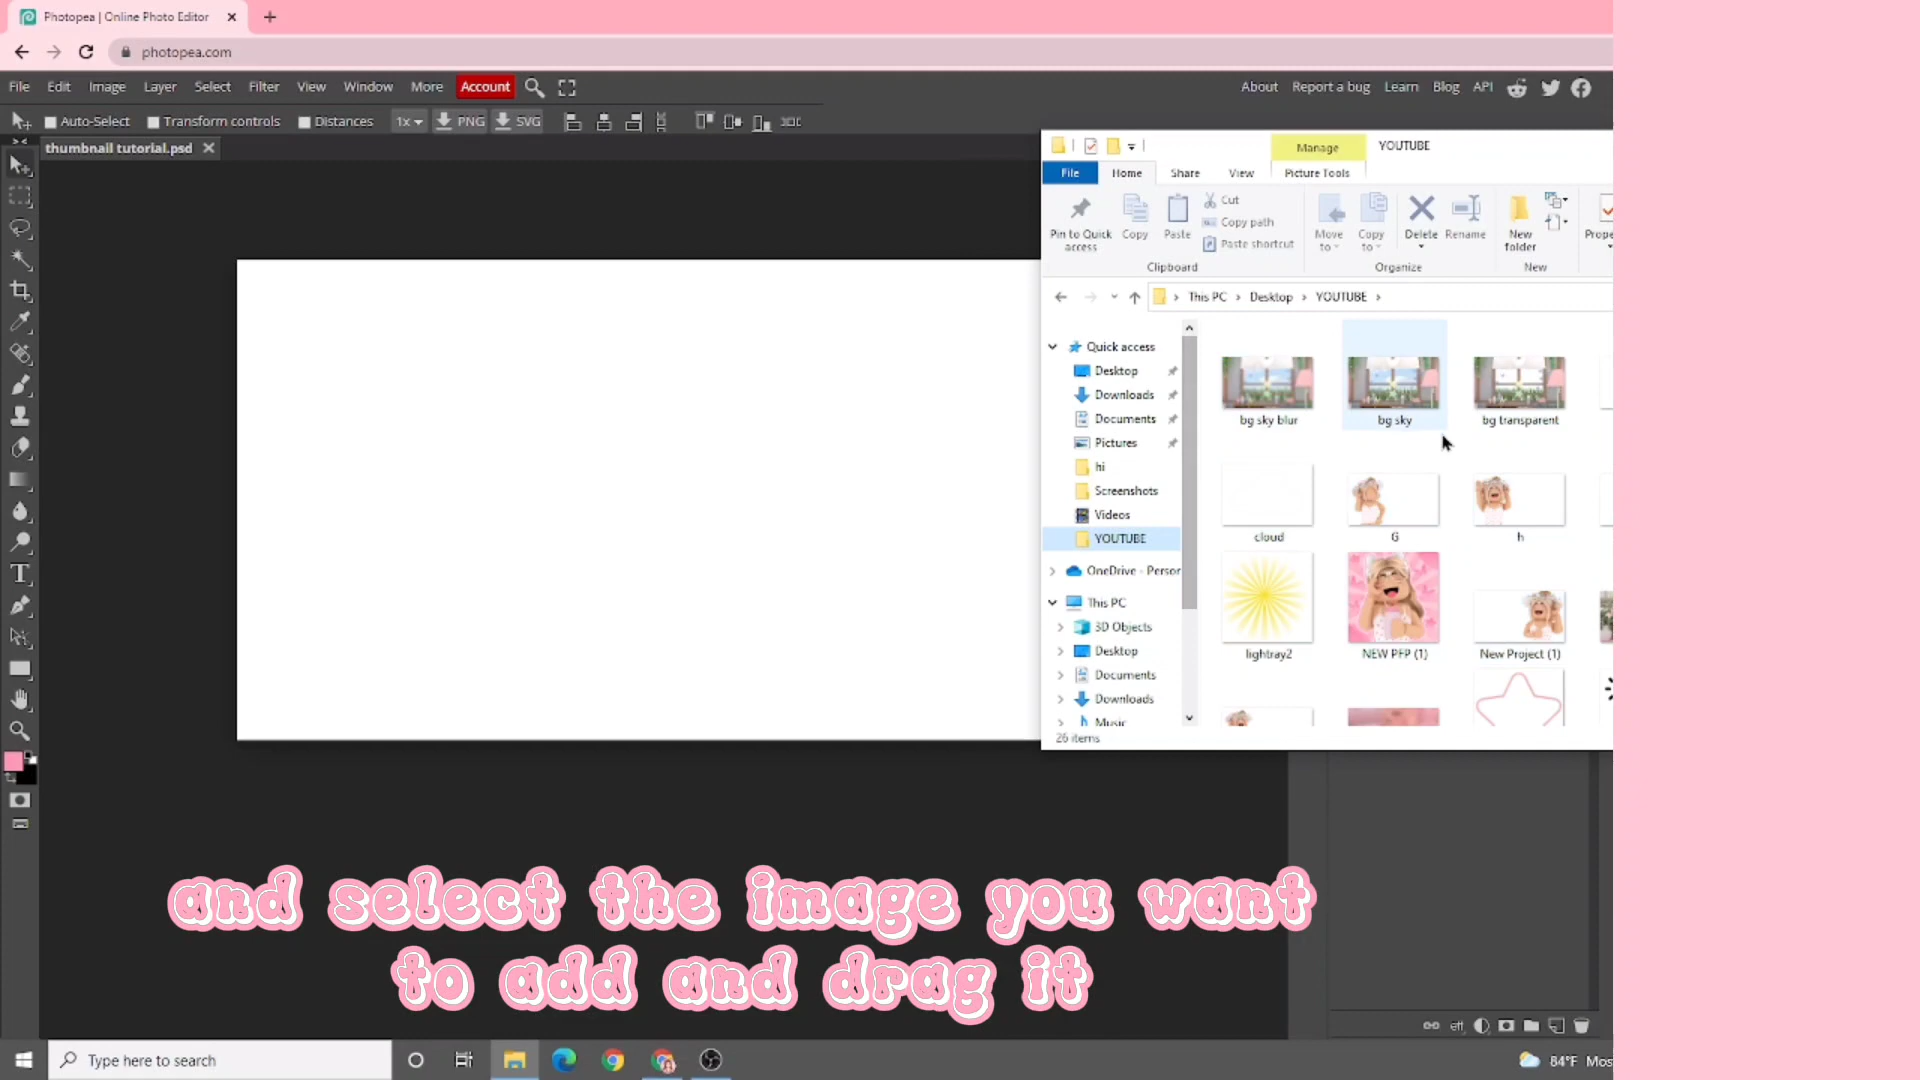 Photopea | Online Photo Editor
photopea.com
File Edit Image Layer Select Filter View Window More Account
About Report a bug Learn Blog API
Auto-Select Transform controls Distances 1x PNG SVG
thumbnail tutorial.psd
Manage YOUTUBE
File Home Share View Picture Tools
Pin to Quick access
Copy
Paste
Cut
Copy path
Paste shortcut
Move to
Copy to
Delete
Rename
New folder
Prope
Clipboard Organize New
This PC > Desktop > YOUTUBE >
Quick access
Desktop
Downloads
Documents
Pictures
hi
Screenshots
Videos
YOUTUBE
OneDrive - Person
This PC
3D Objects
Desktop
Documents
Downloads
Music
bg sky blur bg sky bg transparent
cloud G h
lightray2 NEW PFP (1) New Project (1)
26 items
and select the image you want
to add and drag it
eff
Type here to search
84°F Mos